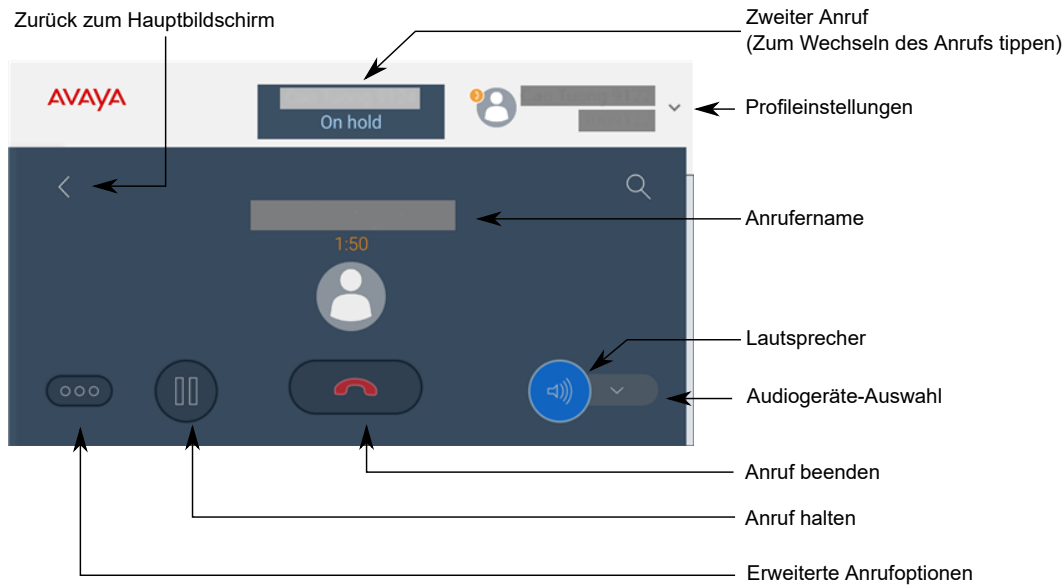 Zurück zum Hauptbildschirm
Zweiter Anruf
(Zum Wechseln des Anrufs tippen)
AVAYA
On hold
Profileinstellungen
Anrufername
1:50
Lautsprecher
Audiogeräte-Auswahl
Anruf beenden
Anruf halten
Erweiterte Anrufoptionen